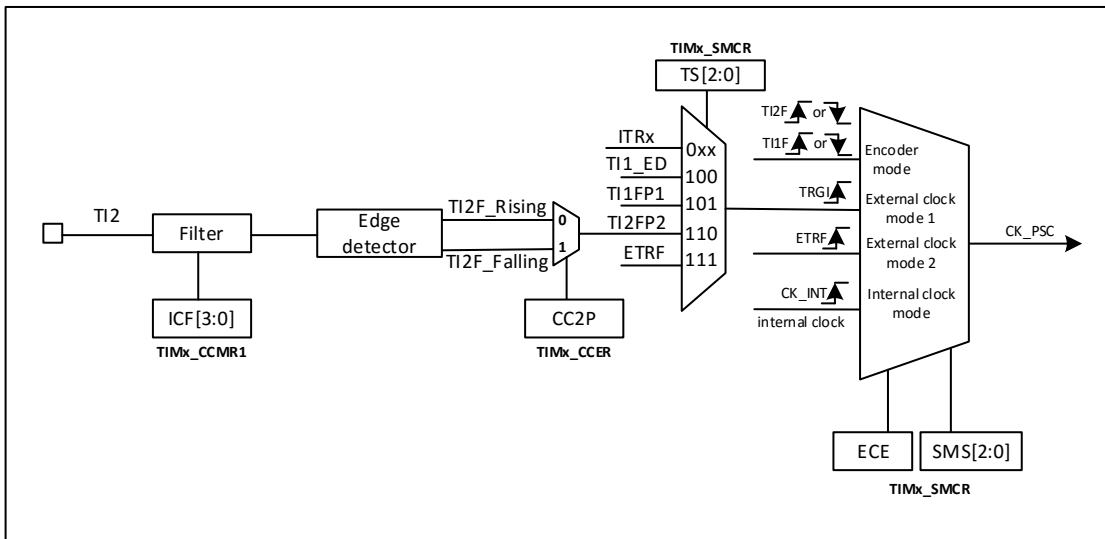 TIMx_SMCR
TS[2:0]
TI2F or
TI1F or
ITRx
0xx
Encoder
mode
TI1_ED
100
TRGI
TI1FP1
101
External clock
mode 1
TI2
Filter
Edge
detector
TI2F_Rising
0
TI2FP2
110
1
TI2F_Falling
ETRF
111
ETRF
External clock
mode 2
CK_PSC
CK_INT
Internal clock
mode
internal clock
ICF[3:0]
TIMx_CCMR1
CC2P
TIMx_CCER
ECE
SMS[2:0]
TIMx_SMCR